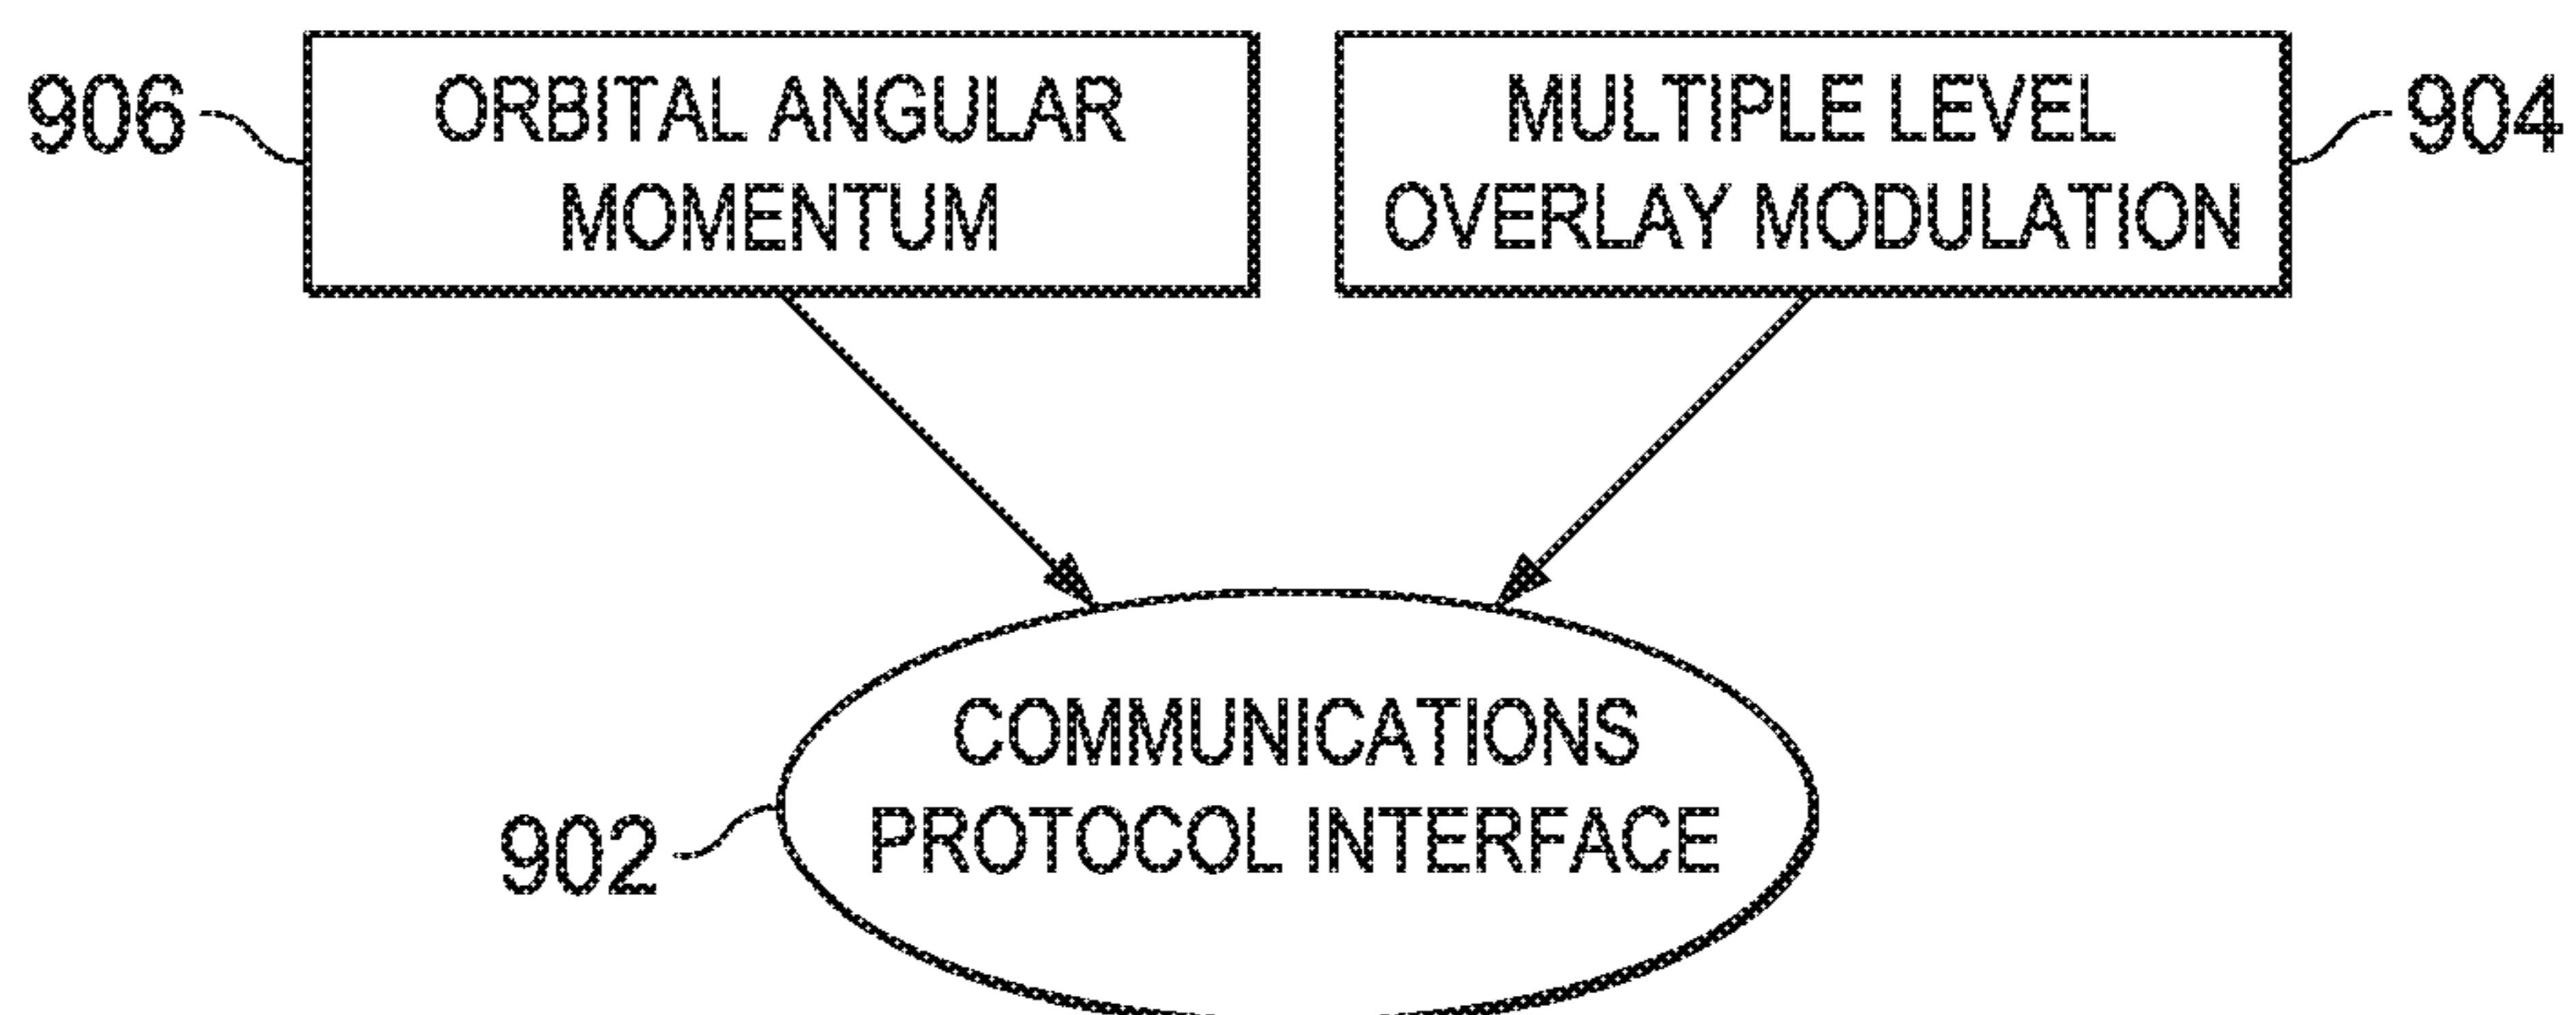 906
ORBITAL ANGULAR
MOMENTUM
MULTIPLE LEVEL
OVERLAY MODULATION
904
COMMUNICATIONS
PROTOCOL INTERFACE
902